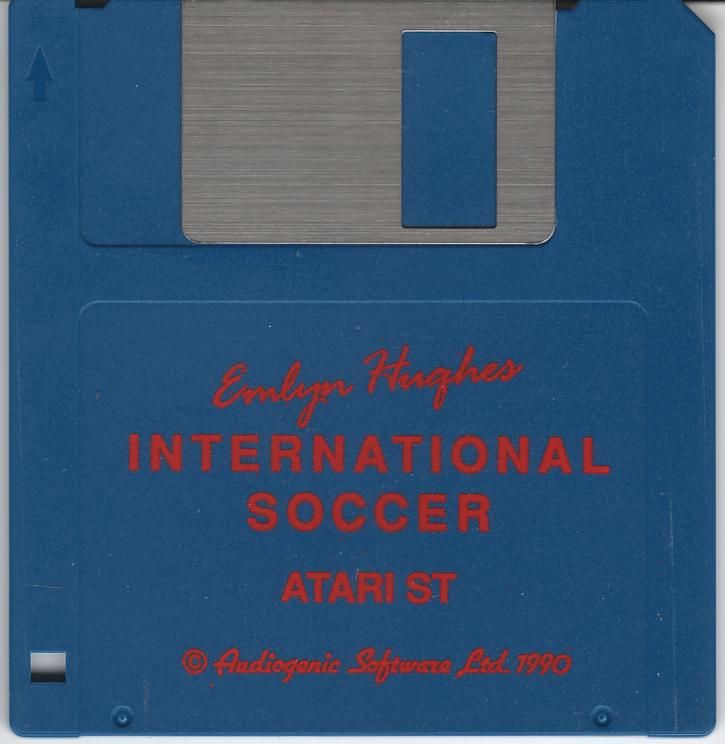 Emlyn Hughes
INTERNATIONAL
SOCCER
ATARI ST
© Audiogenic Software Ltd. 1990